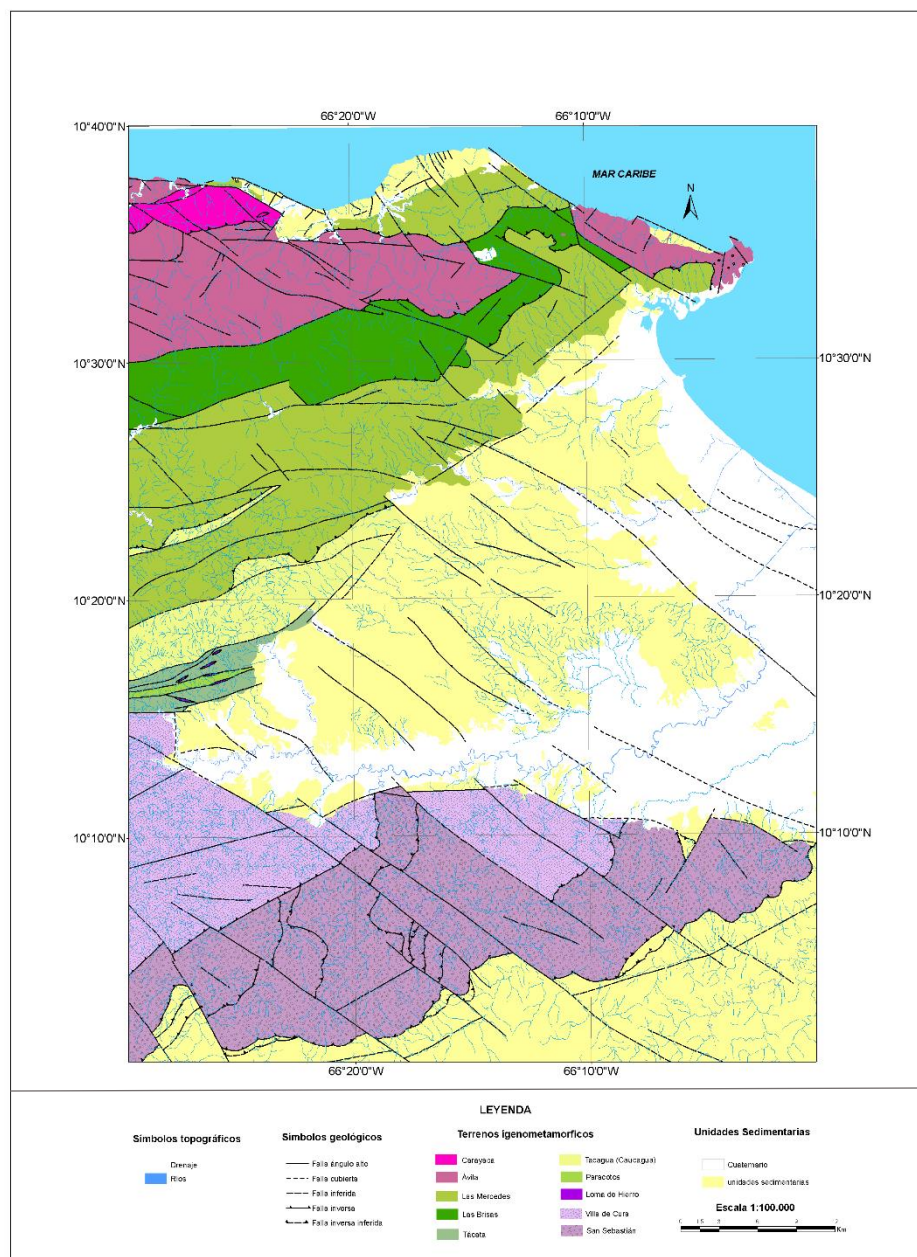 66°20'0"W 66°10'0"W
10°40'0"N
MAR CARIBE
N
10°30'0"N 10°30'0"N
10°20'0"N 10°20'0"N
10°10'0"N 10°10'0"N
66°20'0"W 66°10'0"W
LEYENDA
Símbolos topográficos
Drenaje
Ríos
Símbolos geológicos
Falla ángulo alto
Falla cubierta
Falla inferida
Falla inversa
Falla inversa inferida
Terrenos igenometamorficos
Carayaca
Ávila
Las Mercedes
Las Brisas
Tácata
Tacagua (Caucagua)
Paracotos
Loma de Hierro
Villa de Cura
San Sebastián
Unidades Sedimentarias
Cuaternario
unidades sedimentarias
Escala 1:100.000
Km